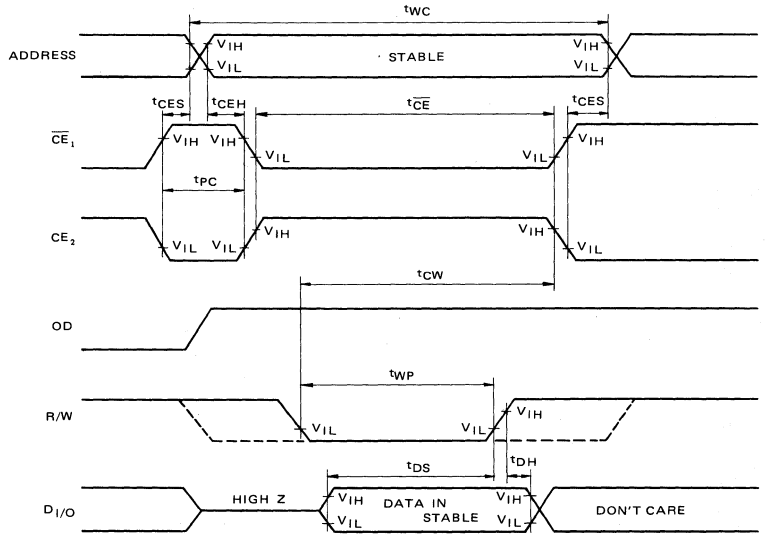 tWC
ADDRESS
VIH
VIL
STABLE
VIH
VIL
tCES
tCEH
tCE
tCES
CE1
VIH
VIH
VIL
VIL
VIH
tPC
CE2
VIL
VIL
VIH
VIH
VIL
tCW
OD
tWP
R/W
VIL
VIL
VIH
tDS
tDH
DI/O
HIGH Z
VIH
VIL
DATA IN
STABLE
VIH
VIL
DON'T CARE